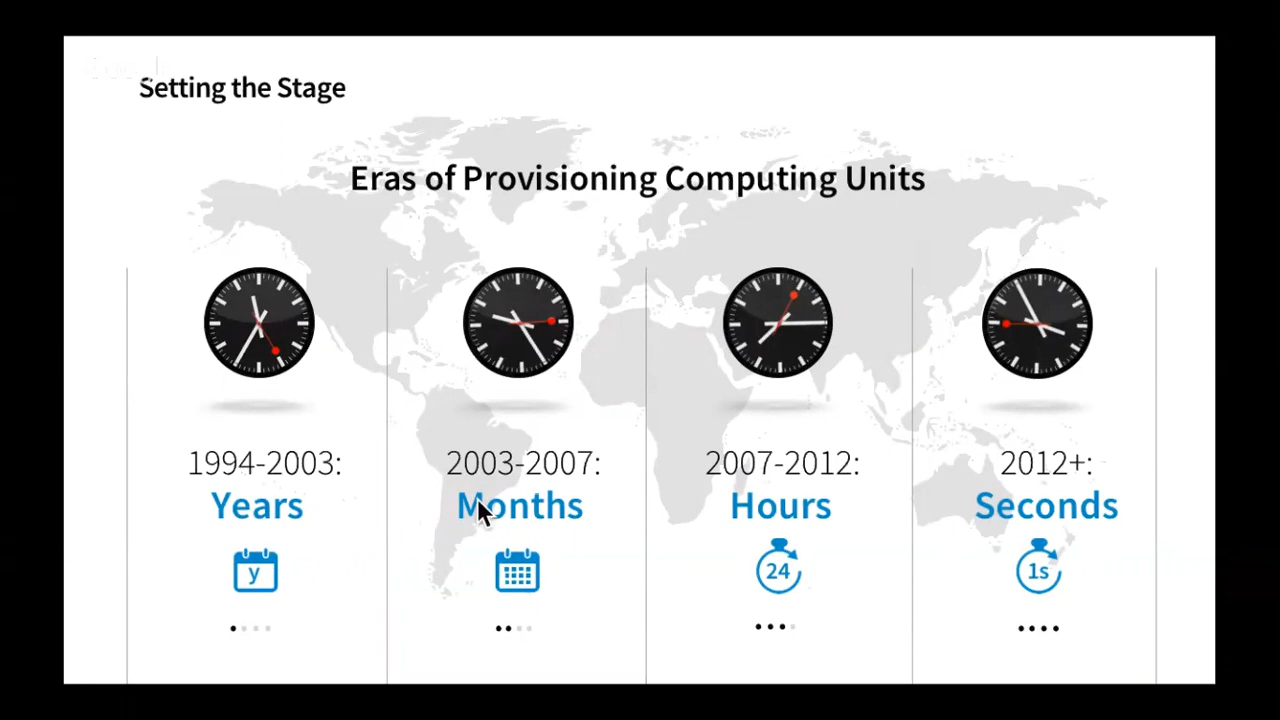 Setting the Stage
Eras of Provisioning Computing Units
1994-2003:
Years
y
2003-2007:
Months
2007-2012:
Hours
24
2012+:
Seconds
1s